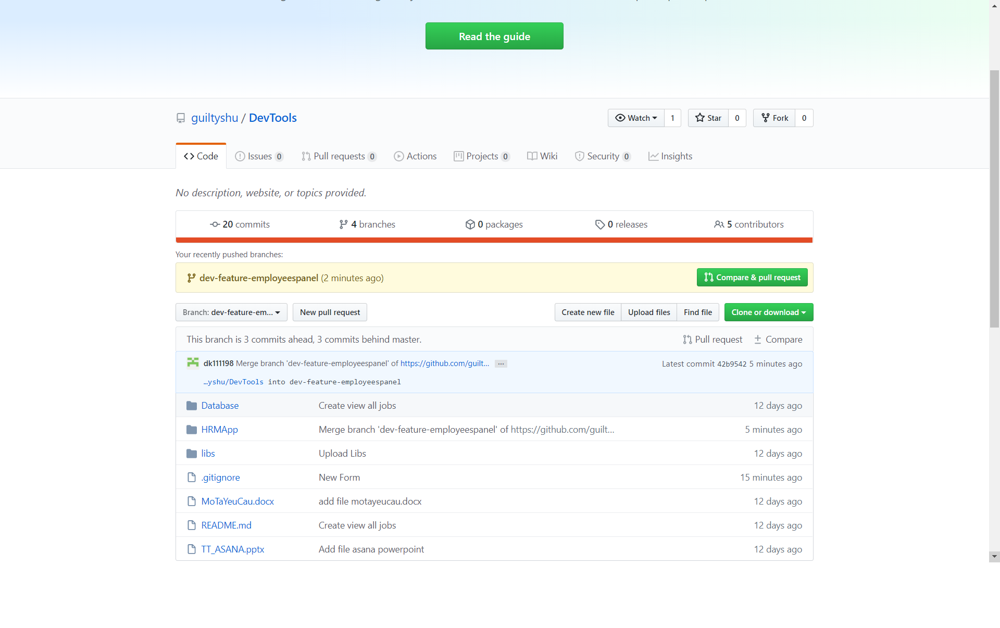 Read the guide
guiltyshu / DevTools
Watch 1 Star 0 Fork 0
Code Issues 0 Pull requests 0 Actions Projects 0 Wiki Security 0 Insights
No description, website, or topics provided.
20 commits 4 branches 0 packages 0 releases 5 contributors
Your recently pushed branches:
dev-feature-employeespanel (2 minutes ago) Compare & pull request
Branch: dev-feature-em... New pull request Create new file Upload files Find file Clone or download
This branch is 3 commits ahead, 3 commits behind master. Pull request Compare
dk111198 Merge branch 'dev-feature-employeespanel' of https://github.com/guilt... ... Latest commit 42b9542 5 minutes ago
…yshu/DevTools into dev-feature-employeespanel
Database Create view all jobs 12 days ago
HRMApp Merge branch 'dev-feature-employeespanel' of https://github.com/guilt... 5 minutes ago
libs Upload Libs 12 days ago
.gitignore New Form 15 minutes ago
MoTaYeuCau.docx add file motayeucau.docx 12 days ago
README.md Create view all jobs 12 days ago
TT_ASANA.pptx Add file asana powerpoint 12 days ago